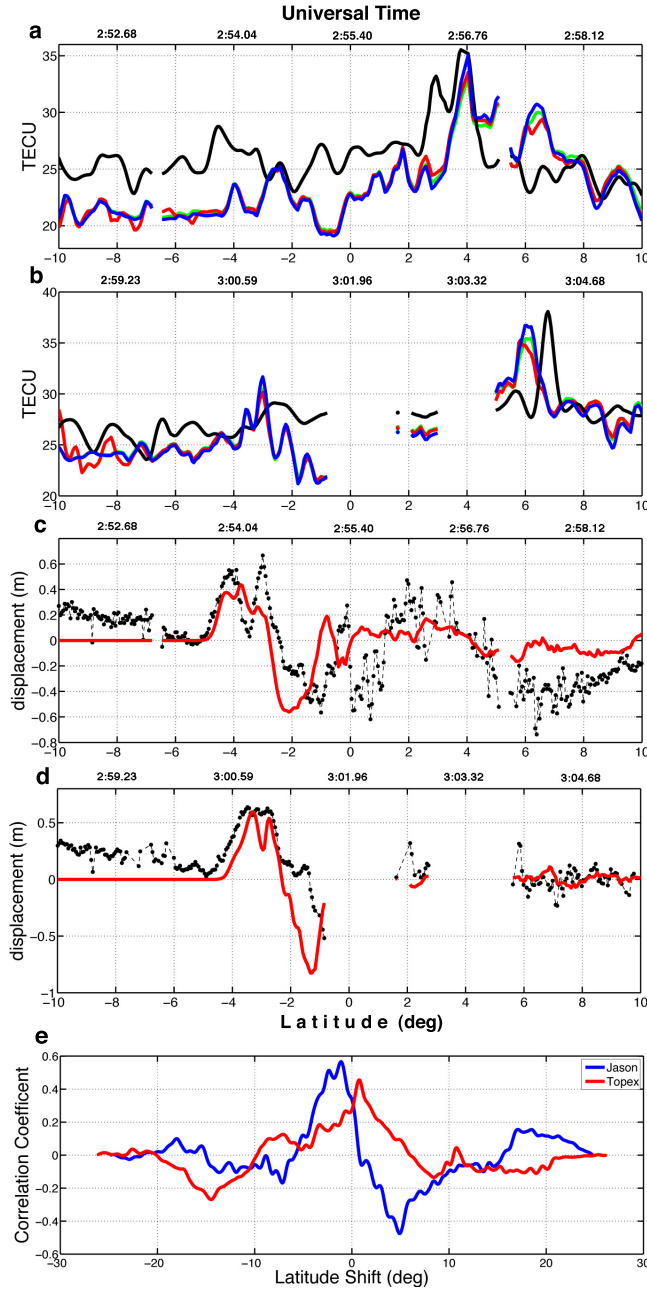 Universal Time
a
2:52.68 2:54.04 2:55.40 2:56.76 2:58.12
35
30
25
20
TECU
−10 −8 −6 −4 −2 0 2 4 6 8 10
b
2:59.23 3:00.59 3:01.96 3:03.32 3:04.68
40
35
30
25
20
TECU
−10 −8 −6 −4 −2 0 2 4 6 8 10
c
2:52.68 2:54.04 2:55.40 2:56.76 2:58.12
0.6
0.4
0.2
0
−0.2
−0.4
−0.6
−0.8
displacement (m)
−10 −8 −6 −4 −2 0 2 4 6 8 10
d
2:59.23 3:00.59 3:01.96 3:03.32 3:04.68
0.5
0
−0.5
−1
displacement (m)
−10 −8 −6 −4 −2 0 2 4 6 8 10
Latitude (deg)
e
0.6
0.4
0.2
0
−0.2
−0.4
−0.6
Correlation Coefficent
Jason
Topex
−30 −20 −10 0 10 20 30
Latitude Shift (deg)